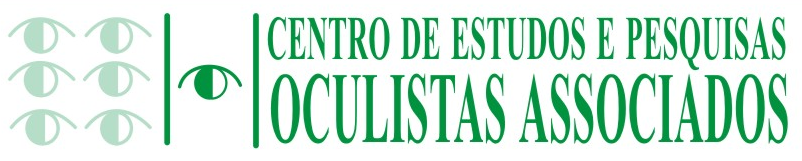 CENTRO DE ESTUDOS E PESQUISAS
OCULISTAS ASSOCIADOS